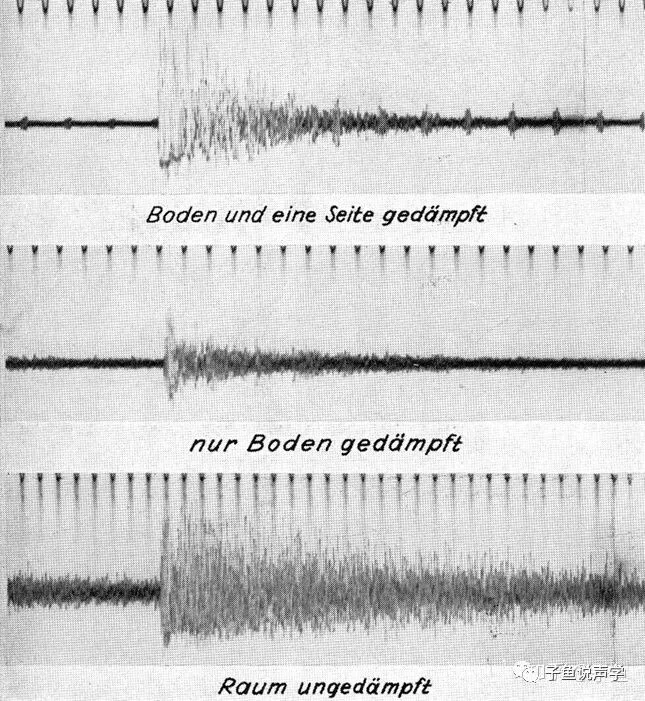 Boden und eine Seite gedämpft
nur Boden gedämpft
Raum ungedämpft
子鱼说声学